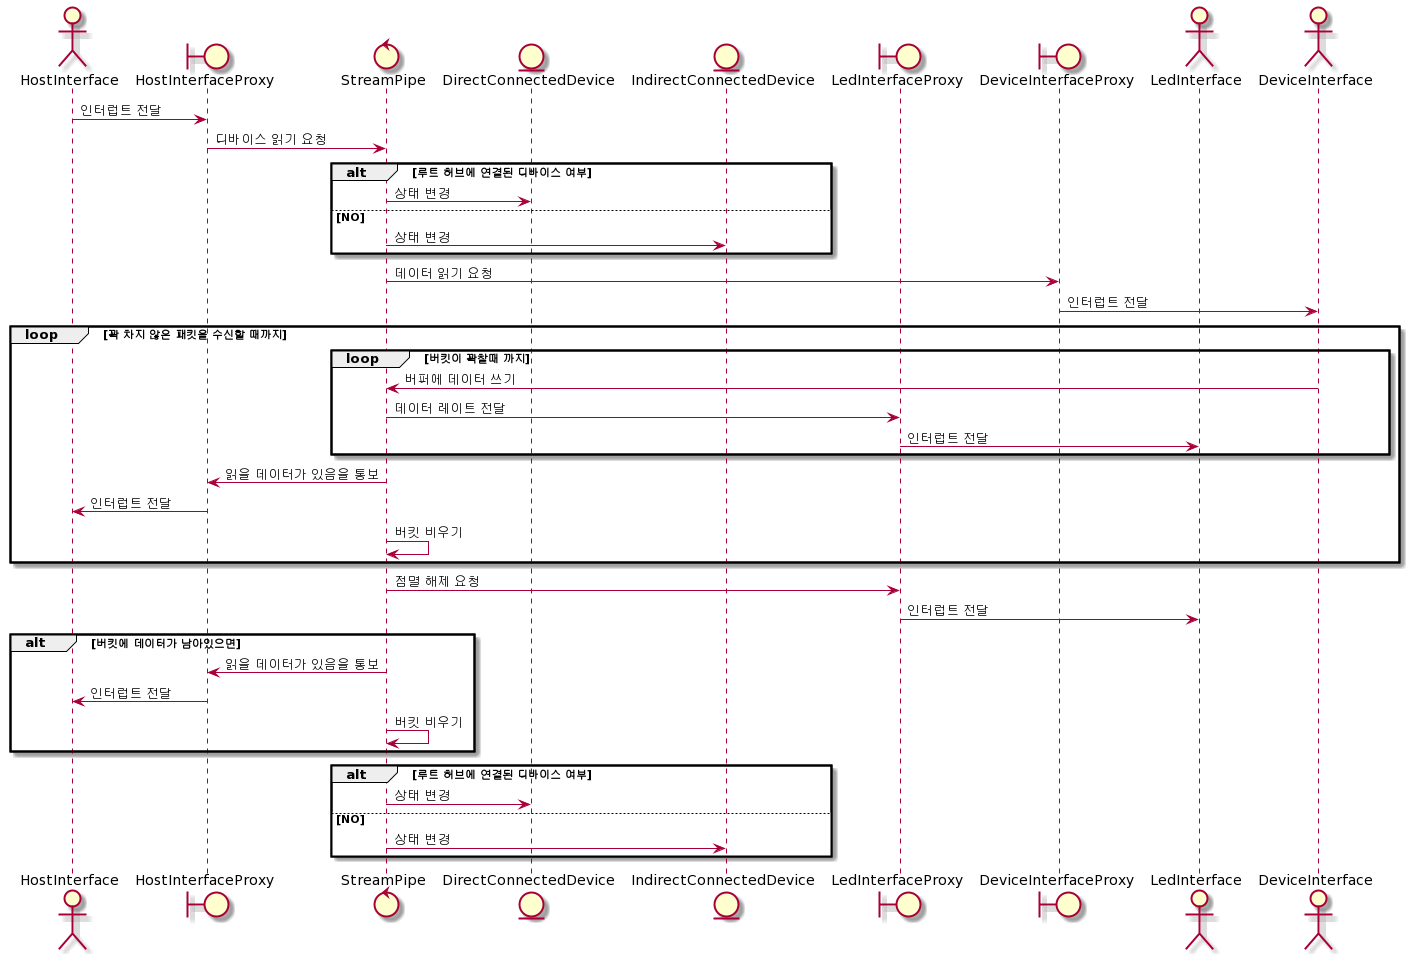 HostInterface HostInterfaceProxy StreamPipe DirectConnectedDevice IndirectConnectedDevice LedInterfaceProxy DeviceInterfaceProxy LedInterface DeviceInterface
인터럽트 전달
디바이스 읽기 요청
alt [루트 허브에 연결된 디바이스 여부]
상태 변경
[NO]
상태 변경
데이터 읽기 요청
인터럽트 전달
loop [꽉 차지 않은 패킷을 수신할 때까지]
loop [버킷이 꽉찰때 까지]
버퍼에 데이터 쓰기
데이터 레이트 전달
인터럽트 전달
읽을 데이터가 있음을 통보
인터럽트 전달
버킷 비우기
점멸 해제 요청
인터럽트 전달
alt [버킷에 데이터가 남아있으면]
읽을 데이터가 있음을 통보
인터럽트 전달
버킷 비우기
alt [루트 허브에 연결된 디바이스 여부]
상태 변경
[NO]
상태 변경
HostInterface HostInterfaceProxy StreamPipe DirectConnectedDevice IndirectConnectedDevice LedInterfaceProxy DeviceInterfaceProxy LedInterface DeviceInterface